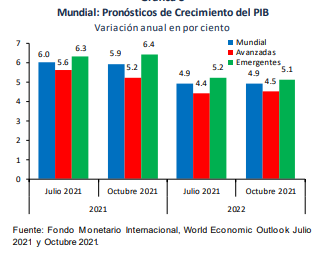 Mundial: Pronósticos de Crecimiento del PIB
Variación anual en por ciento
Mundial
Avanzadas
Emergentes
7
6
5
4
3
2
1
0
6.0 5.6 6.3 5.9 5.2 6.4 4.9 4.4 5.2 4.9 4.5 5.1
Julio 2021 Octubre 2021 Julio 2021 Octubre 2021
2021 2022
Fuente: Fondo Monetario Internacional, World Economic Outlook Julio
2021 y Octubre 2021.